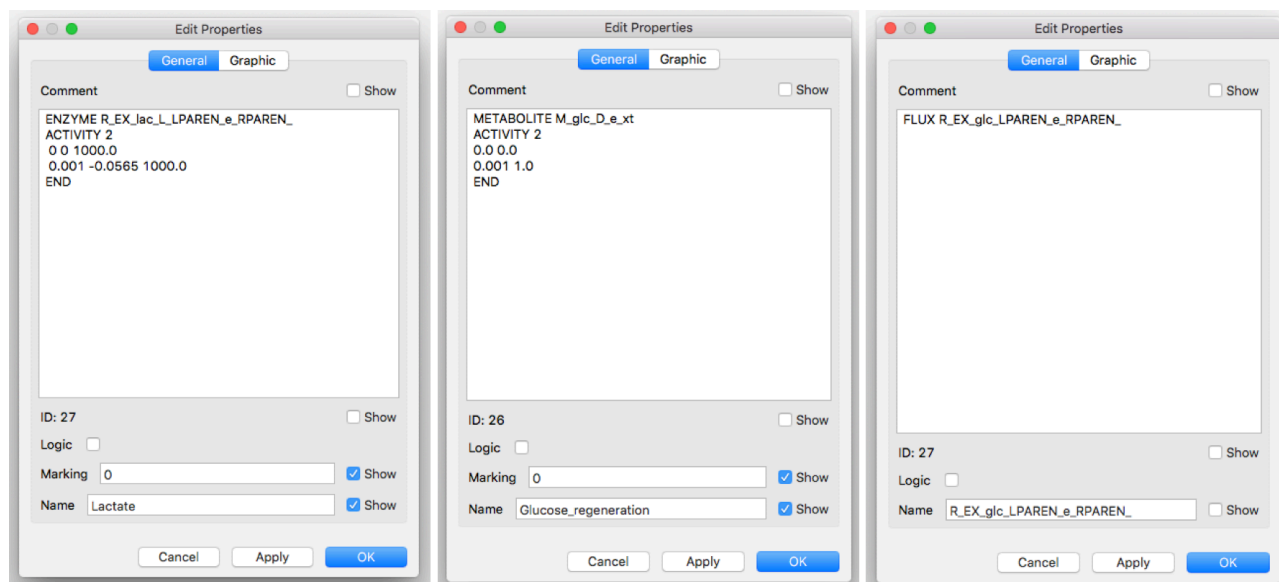 Edit Properties
General Graphic
Comment Show
ENZYME R_EX_lac_L_LPAREN_e_RPAREN_
ACTIVITY 2
0 0 1000.0
0.001 -0.0565 1000.0
END
ID: 27 Show
Logic
Marking 0 Show
Name Lactate Show
Cancel Apply OK
Edit Properties
General Graphic
Comment Show
METABOLITE M_glc_D_e_xt
ACTIVITY 2
0.0 0.0
0.001 1.0
END
ID: 26 Show
Logic
Marking 0 Show
Name Glucose_regeneration Show
Cancel Apply OK
Edit Properties
General Graphic
Comment Show
FLUX R_EX_glc_LPAREN_e_RPAREN_
ID: 27 Show
Logic
Name R_EX_glc_LPAREN_e_RPAREN_ Show
Cancel Apply OK